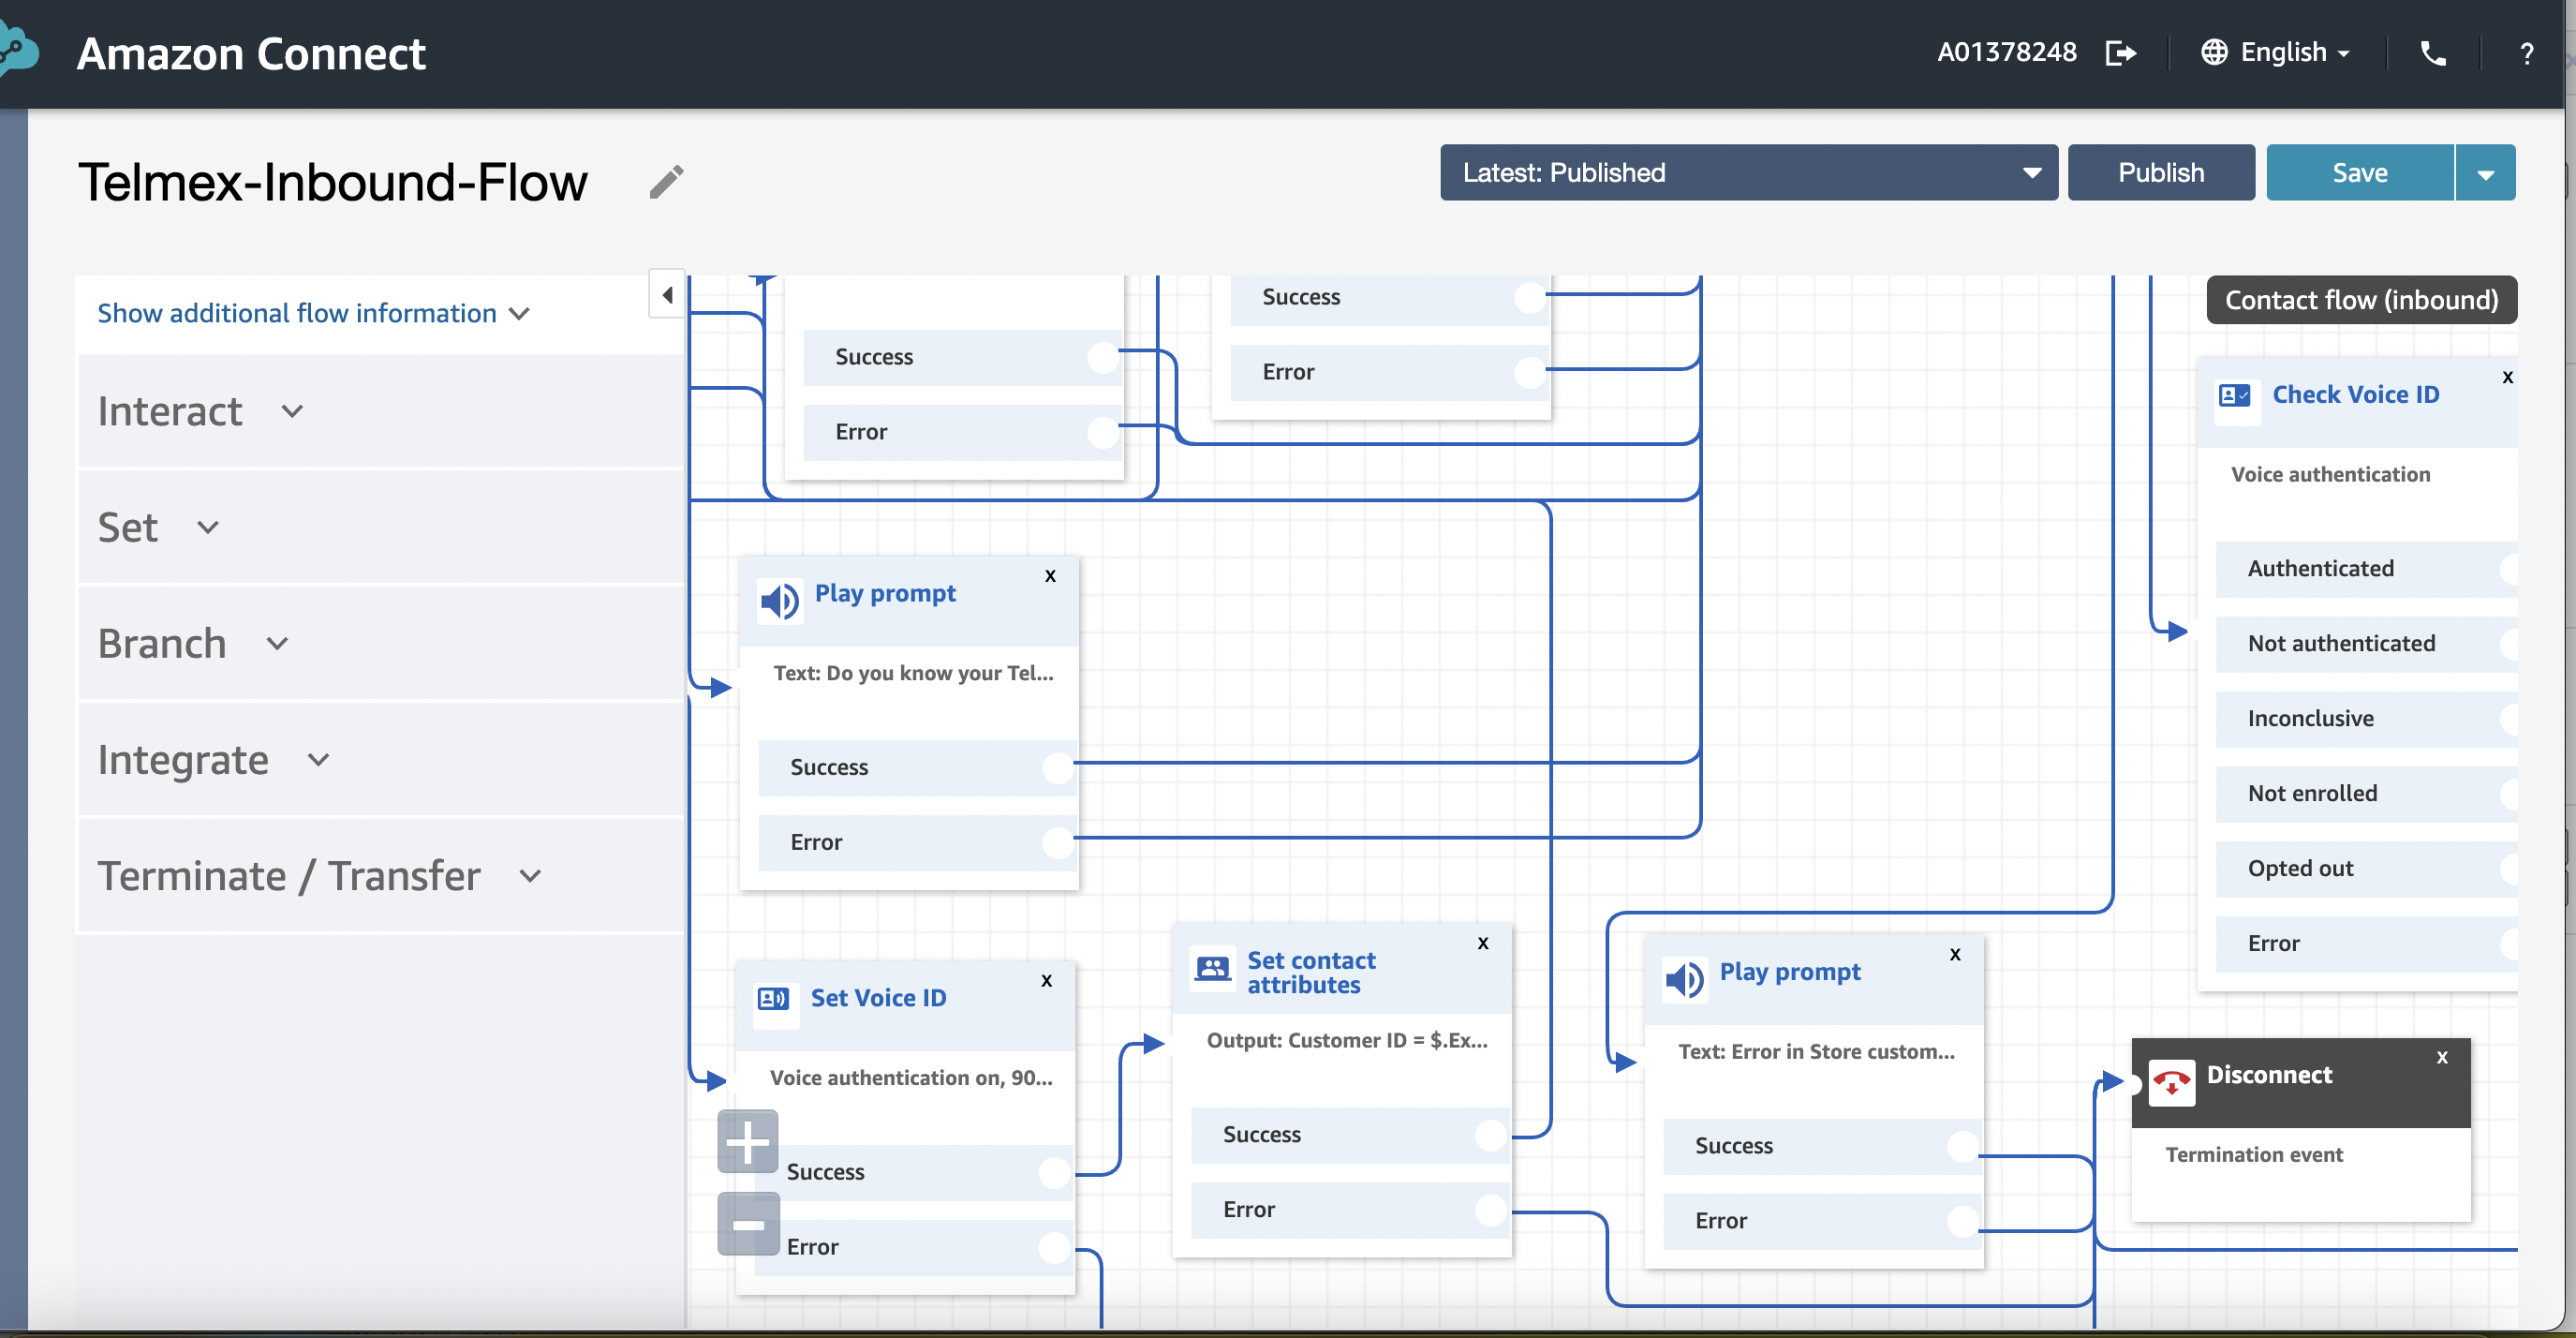 Amazon Connect
A01378248
English
?
Telmex-Inbound-Flow
Latest: Published
Publish
Save
Show additional flow information
Interact
Set
Branch
Integrate
Terminate / Transfer
Success
Error
Success
Error
Contact flow (inbound)
Check Voice ID
x
Voice authentication
Authenticated
Not authenticated
Inconclusive
Not enrolled
Opted out
Error
Play prompt
x
Text: Do you know your Tel...
Success
Error
Set Voice ID
x
Voice authentication on, 90...
Success
Error
Set contact
attributes
x
Output: Customer ID = $.Ex...
Success
Error
Play prompt
x
Text: Error in Store custom...
Success
Error
Disconnect
x
Termination event